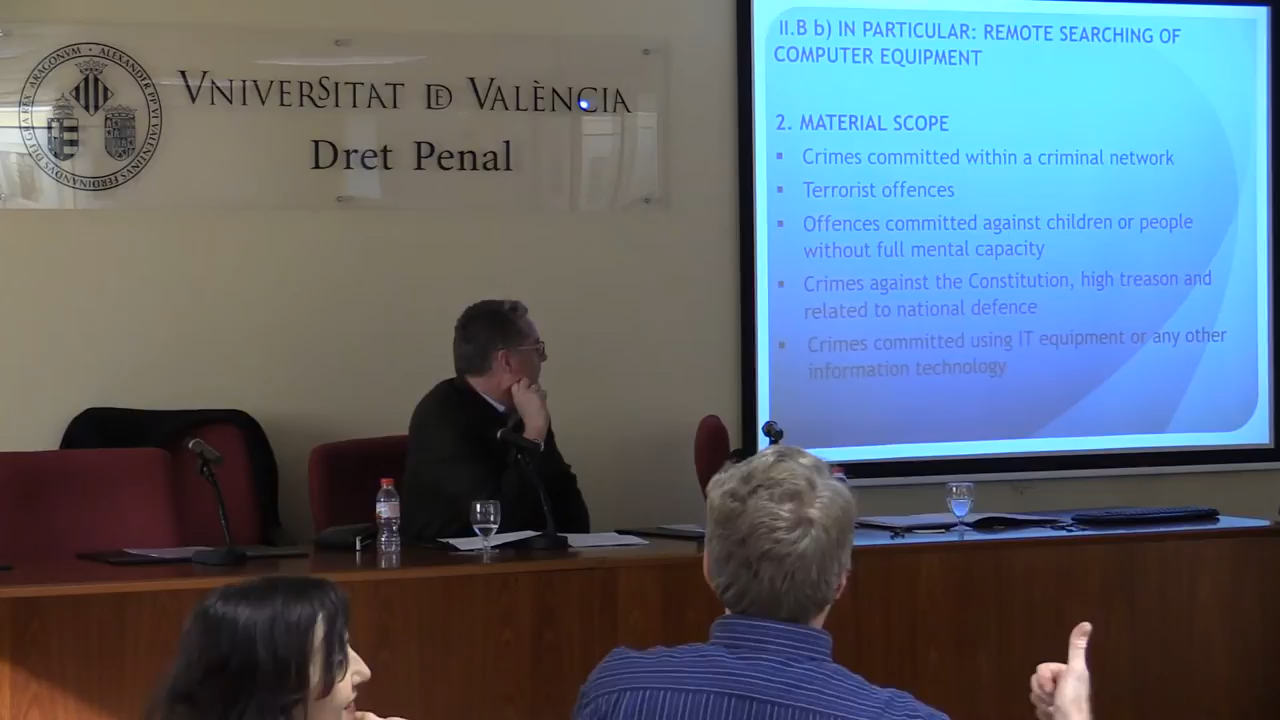 VNIVERSITAT DE VALÈNCIA
Dret Penal
II.B b) IN PARTICULAR: REMOTE SEARCHING OF
COMPUTER EQUIPMENT
2. MATERIAL SCOPE
Crimes committed within a criminal network
Terrorist offences
Offences committed against children or people
without full mental capacity
Crimes against the Constitution, high treason and
related to national defence
Crimes committed using IT equipment or any other
information technology